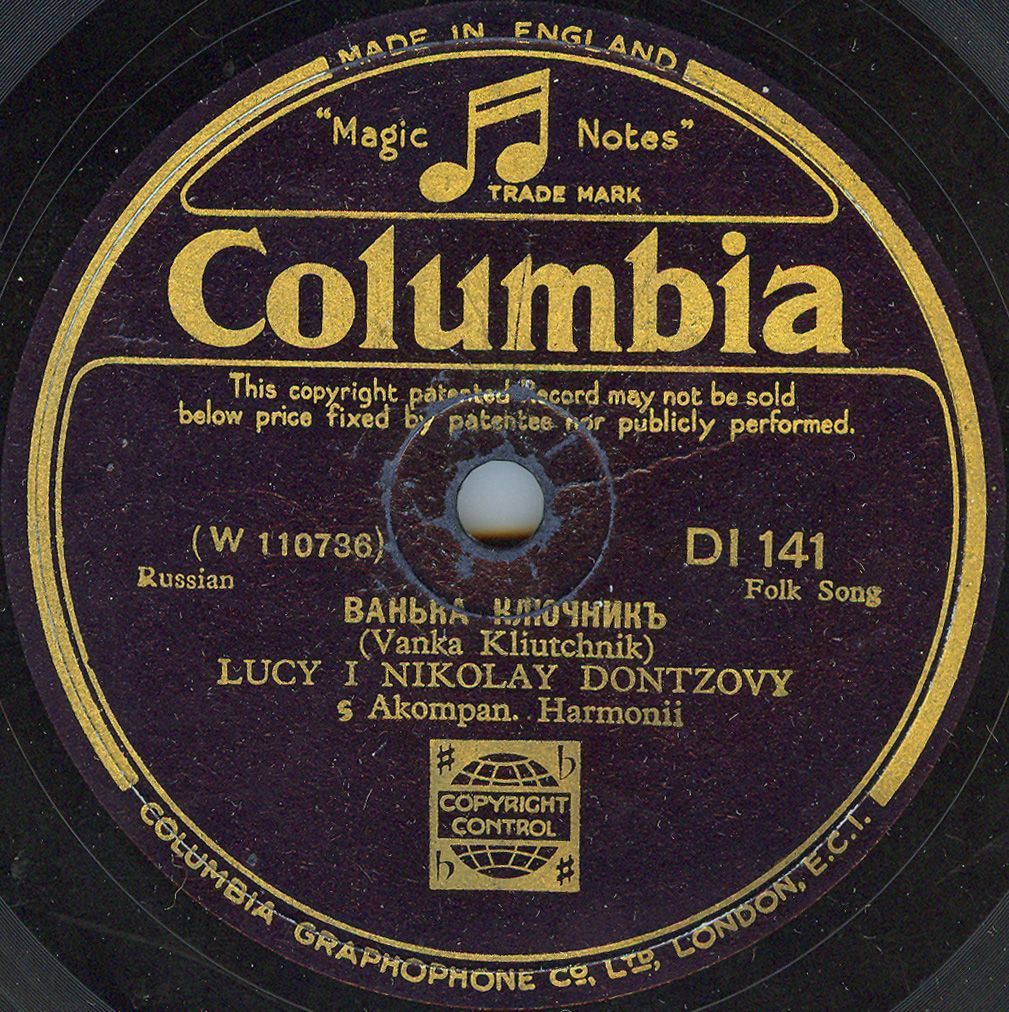 MADE IN ENGLAND
"Magic Notes"
TRADE MARK
Columbia
This copyright patented Record may not be sold
below price fixed by patentee nor publicly performed.
(W 110736)
DI 141
Russian
Folk Song
ВАНЬКА КЛЮЧНИКЪ
(Vanka Kliutchnik)
LUCY I NIKOLAY DONTZOVY
s Akompan. Harmonii
COPYRIGHT
CONTROL
COLUMBIA GRAPHOPHONE CO, LTD, LONDON, E.C.1.